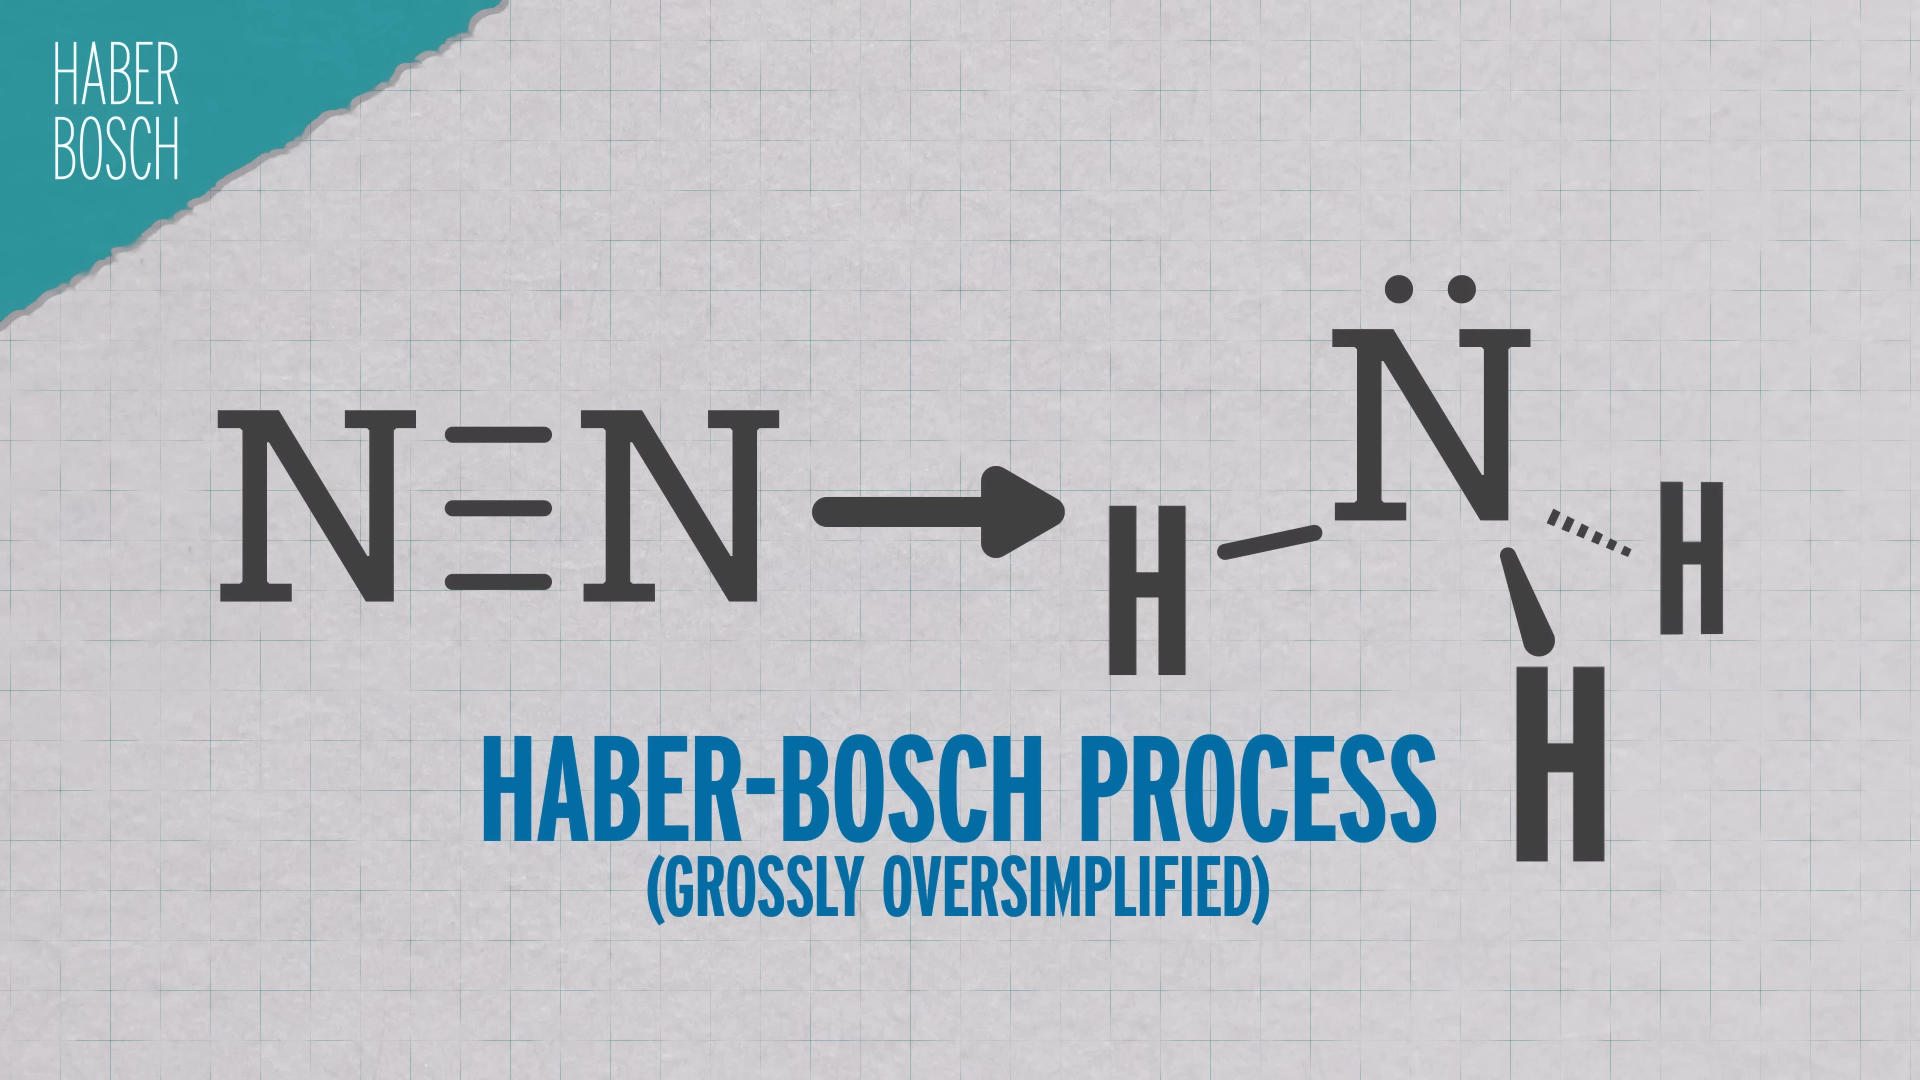 HABER
BOSCH
N≡N → H N H
H
HABER-BOSCH PROCESS
(GROSSLY OVERSIMPLIFIED)